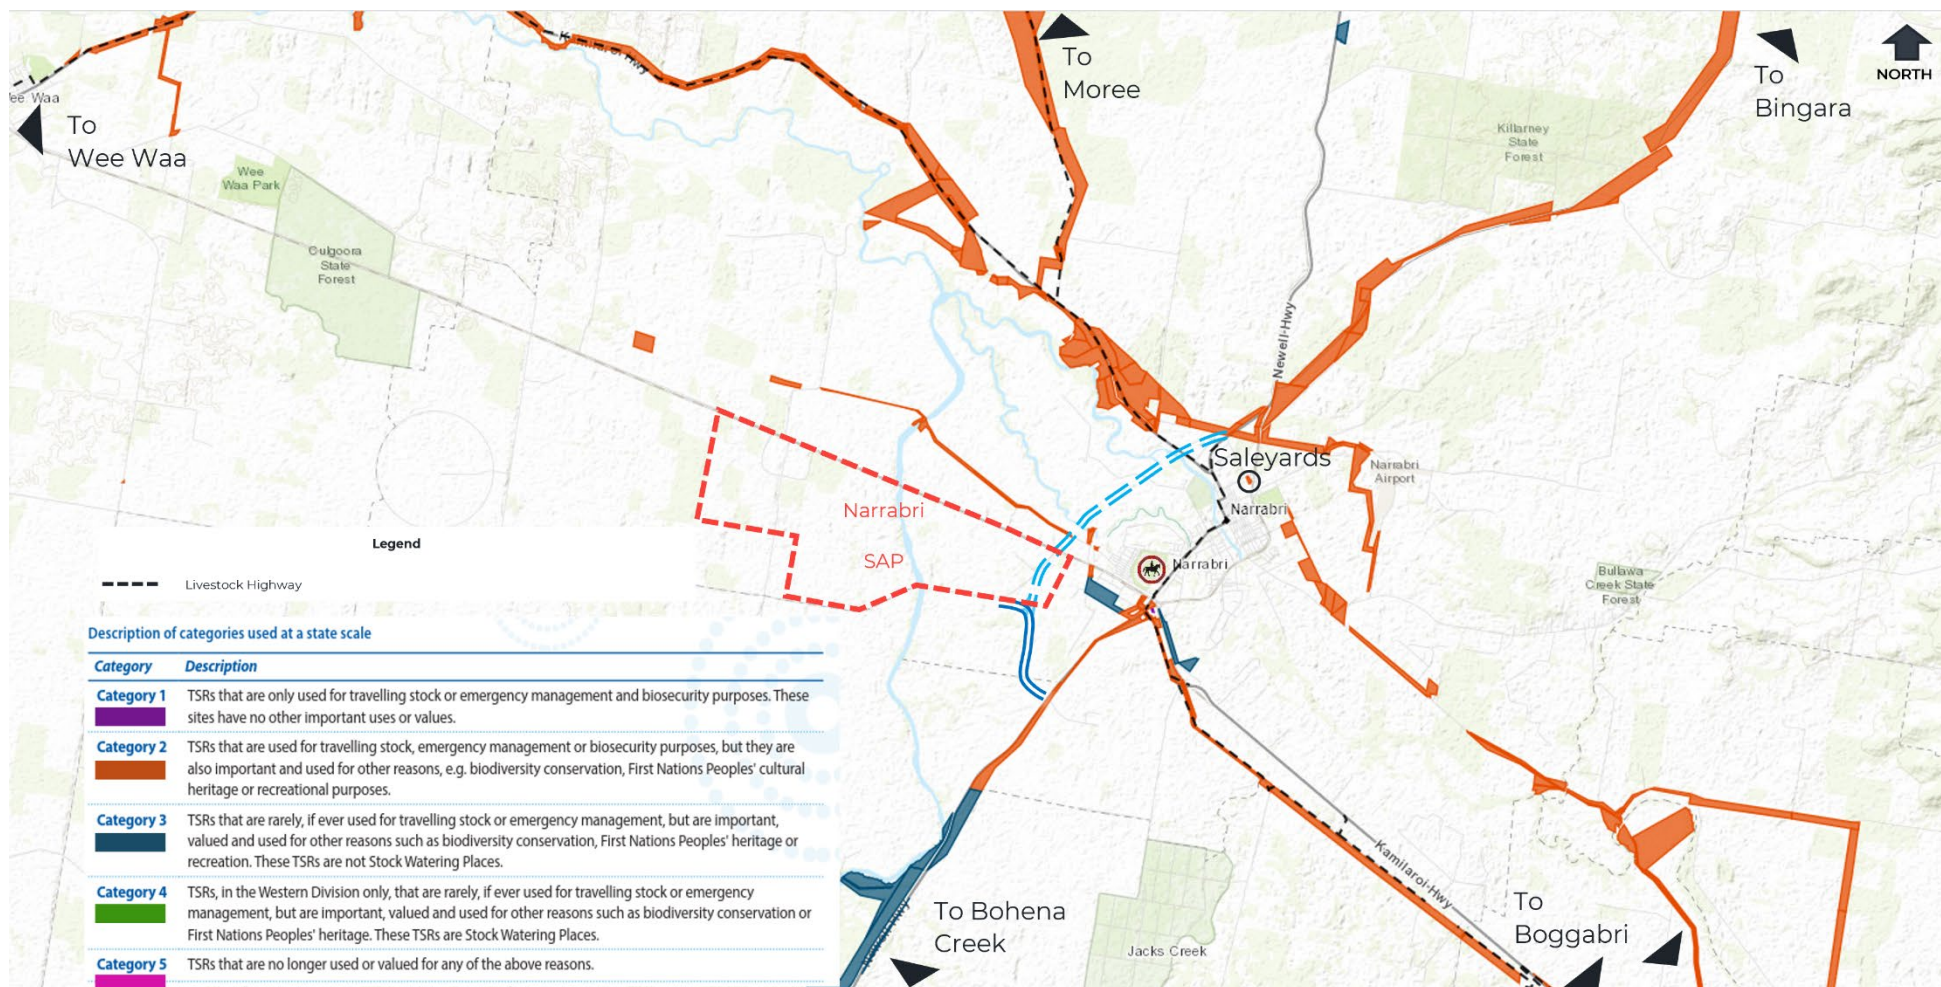 To
Moree
To
Bingara
NORTH
Kamilaroi Hwy
ee Waa
To
Wee Waa
Killarney
State
Forest
Wee
Waa Park
Culgoora
State
Forest
Newell-Hwy
Saleyards
Narrabri
Airport
Narrabri
Narrabri
SAP
Narrabri
Bullawa
Creek State
Forest
Legend
Livestock Highway
Description of categories used at a state scale
Category Description
Category 1 TSRs that are only used for travelling stock or emergency management and biosecurity purposes. These
sites have no other important uses or values.
Category 2 TSRs that are used for travelling stock, emergency management or biosecurity purposes, but they are
also important and used for other reasons, e.g. biodiversity conservation, First Nations Peoples' cultural
heritage or recreational purposes.
Category 3 TSRs that are rarely, if ever used for travelling stock or emergency management, but are important,
valued and used for other reasons such as biodiversity conservation, First Nations Peoples' heritage or
recreation. These TSRs are not Stock Watering Places.
Category 4 TSRs, in the Western Division only, that are rarely, if ever used for travelling stock or emergency
management, but are important, valued and used for other reasons such as biodiversity conservation or
First Nations Peoples' heritage. These TSRs are Stock Watering Places.
Category 5 TSRs that are no longer used or valued for any of the above reasons.
Kamilaroi-Hwy
To Bohena
Creek
Jacks Creek
To
Boggabri